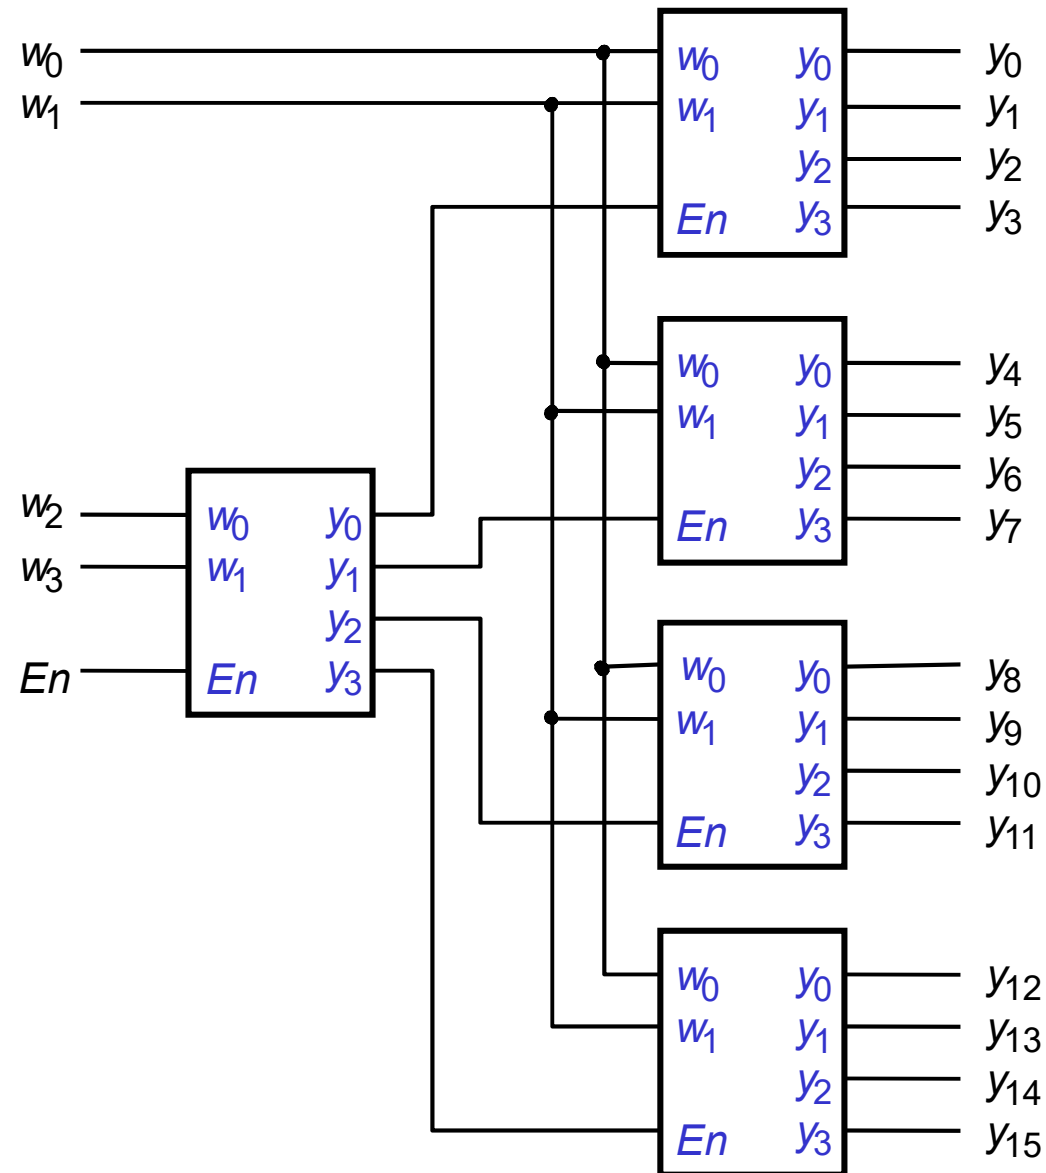 w0 w0 y0 y0
w1 w1 y1 y1
y2 y2
En y3 y3
w0 y0 y4
w1 y1 y5
y2 y6
En y3 y7
w2 w0 y0
w3 w1 y1
y2
En En y3
w0 y0 y8
w1 y1 y9
y2 y10
En y3 y11
w0 y0 y12
w1 y1 y13
y2 y14
En y3 y15